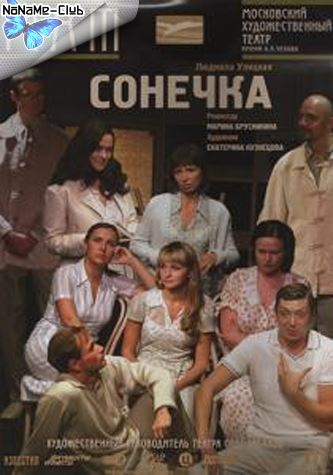 NoName-Club
МОСКОВСКИЙ
ХУДОЖЕСТВЕННЫЙ
ТЕАТР
ИМЕНИ А.П.ЧЕХОВА
Людмила Улицкая
СОНЕЧКА
Режиссер
МАРИНА БРУСНИКИНА
Художник
ЕКАТЕРИНА КУЗНЕЦОВА
ХУДОЖЕСТВЕННЫЙ РУКОВОДИТЕЛЬ ТЕАТРА
ИЗВЕСТИЯ